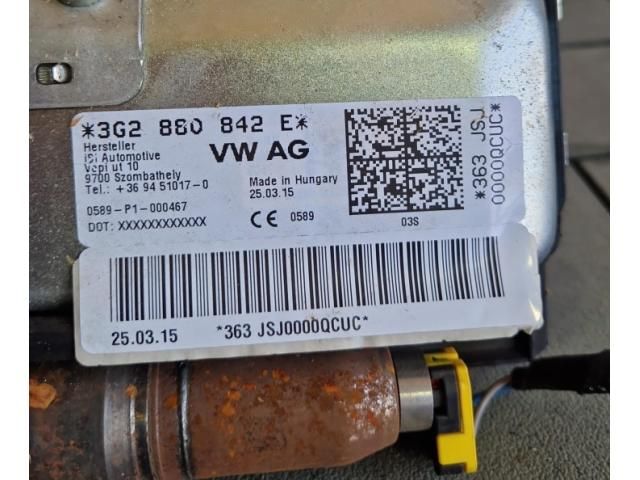 *3G2 880 842 E*
Hersteller
iSi Automotive
Vepi ut 10
9700 Szombathely
Tel.: +36 94 51017-0
VW AG
Made in Hungary
25.03.15
0589-P1-000467
DOT: XXXXXXXXXXXX
CE 0589
03S
*363 JSJ
0000QCUC*
25.03.15 *363 JSJ0000QCUC*